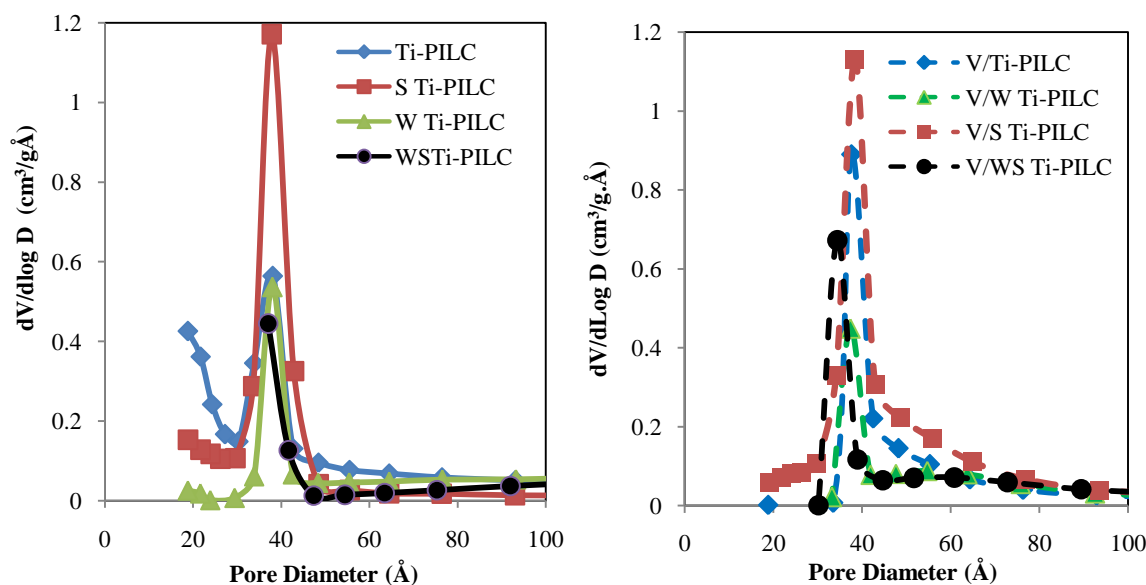 1.2
1
0.8
0.6
0.4
0.2
0
0 20 40 60 80 100
dV/dlog D (cm³/gÅ)
Pore Diameter (Å)
Ti-PILC
S Ti-PILC
W Ti-PILC
WSTi-PILC
1.2
1
0.8
0.6
0.4
0.2
0
0 20 40 60 80 100
dV/dLog D (cm³/g.Å)
Pore Diameter (Å)
V/Ti-PILC
V/W Ti-PILC
V/S Ti-PILC
V/WS Ti-PILC